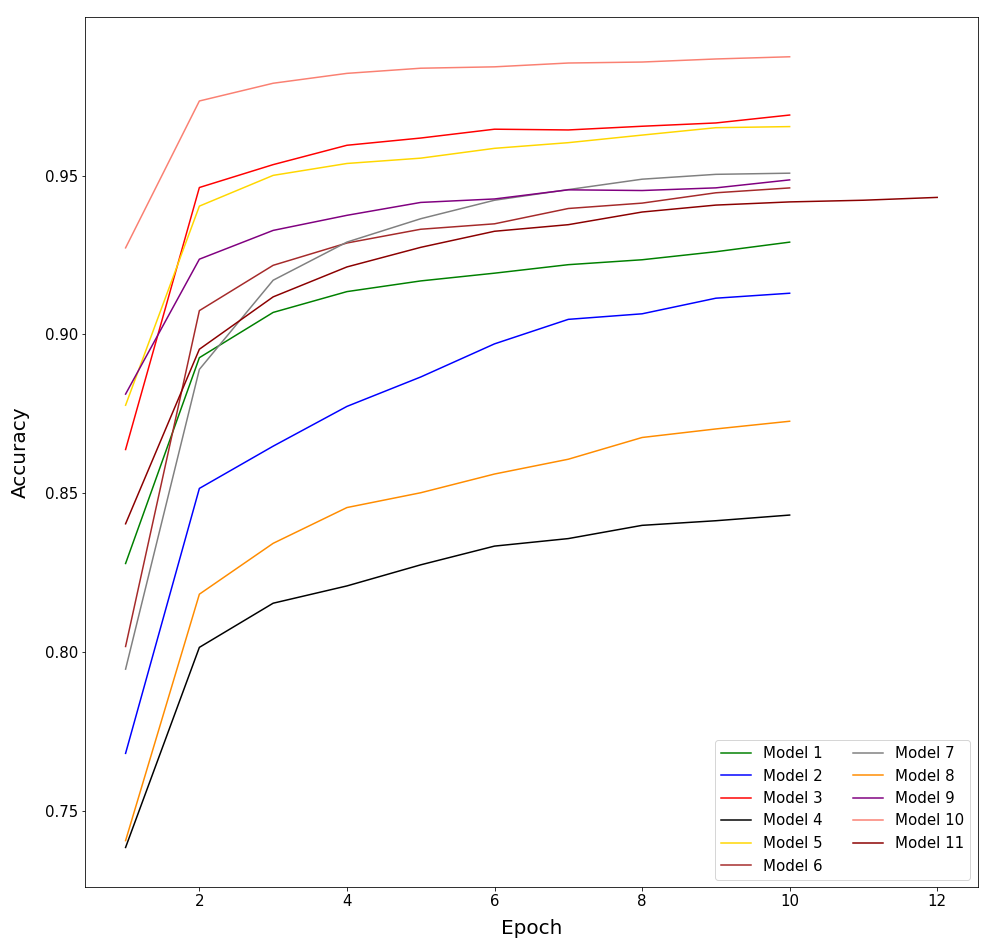 Accuracy
0.95
0.90
0.85
0.80
0.75
2
4
6
8
10
12
Epoch
Model 1
Model 2
Model 3
Model 4
Model 5
Model 6
Model 7
Model 8
Model 9
Model 10
Model 11